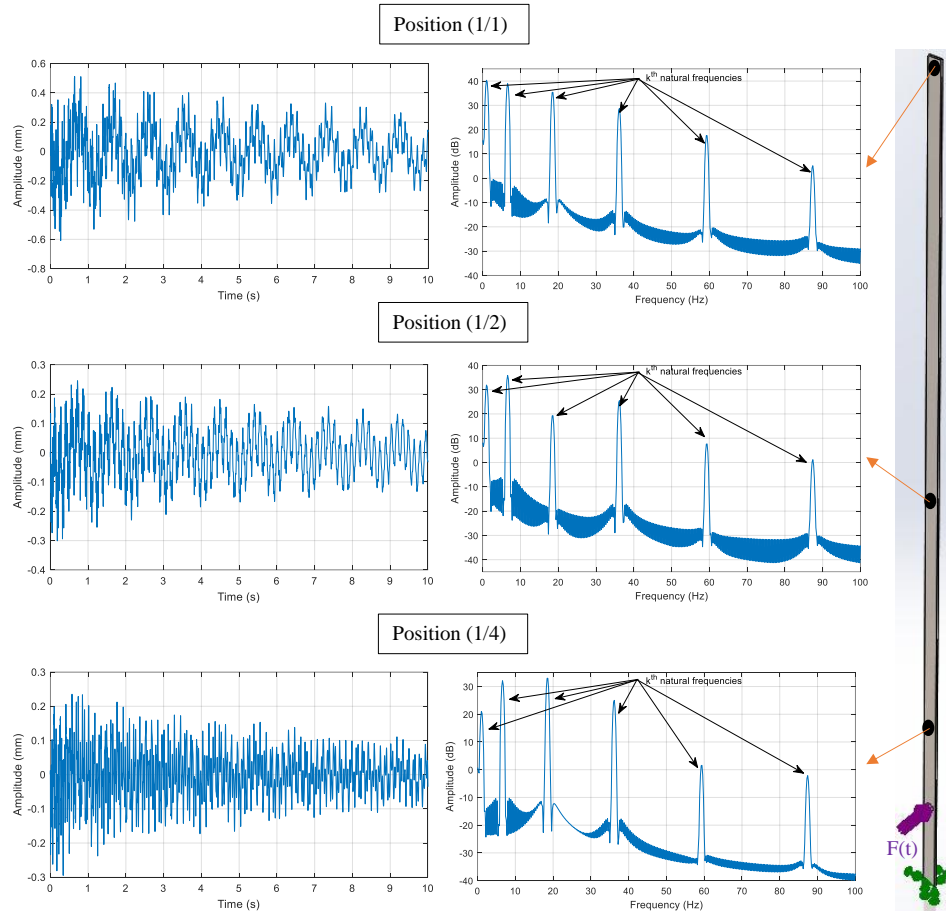 Position (1/1)
0.6
0.4
0.2
0
-0.2
-0.4
-0.6
-0.8
Amplitude (mm)
0 1 2 3 4 5 6 7 8 9 10
Time (s)
40
30
20
10
0
-10
-20
-30
-40
Amplitude (dB)
kth natural frequencies
0 10 20 30 40 50 60 70 80 90 100
Frequency (Hz)
Position (1/2)
0.3
0.2
0.1
0
-0.1
-0.2
-0.3
-0.4
Amplitude (mm)
0 1 2 3 4 5 6 7 8 9 10
Time (s)
40
30
20
10
0
-10
-20
-30
-40
Amplitude (dB)
kth natural frequencies
0 10 20 30 40 50 60 70 80 90 100
Frequency (Hz)
Position (1/4)
0.3
0.2
0.1
0
-0.1
-0.2
-0.3
Amplitude (mm)
0 1 2 3 4 5 6 7 8 9 10
Time (s)
30
20
10
0
-10
-20
-30
-40
Amplitude (dB)
kth natural frequencies
0 10 20 30 40 50 60 70 80 90 100
Frequency (Hz)
F(t)